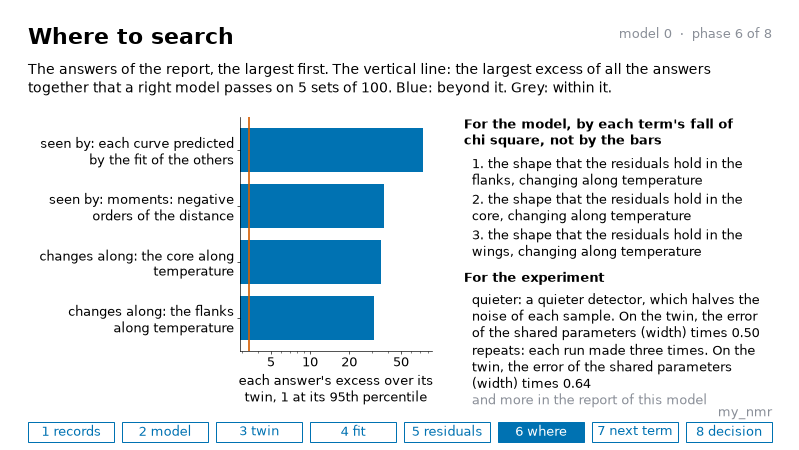 Where to search
model 0 · phase 6 of 8
The answers of the report, the largest first. The vertical line: the largest excess of all the answers
together that a right model passes on 5 sets of 100. Blue: beyond it. Grey: within it.
seen by: each curve predicted
by the fit of the others
seen by: moments: negative
orders of the distance
changes along: the core along
temperature
changes along: the flanks
along temperature
5 10 20 50
each answer's excess over its
twin, 1 at its 95th percentile
For the model, by each term's fall of
chi square, not by the bars
1. the shape that the residuals hold in the
flanks, changing along temperature
2. the shape that the residuals hold in the
core, changing along temperature
3. the shape that the residuals hold in the
wings, changing along temperature
For the experiment
quieter: a quieter detector, which halves the
noise of each sample. On the twin, the error
of the shared parameters (width) times 0.50
repeats: each run made three times. On the
twin, the error of the shared parameters
(width) times 0.64
and more in the report of this model
my_nmr
1 records 2 model 3 twin 4 fit 5 residuals 6 where 7 next term 8 decision